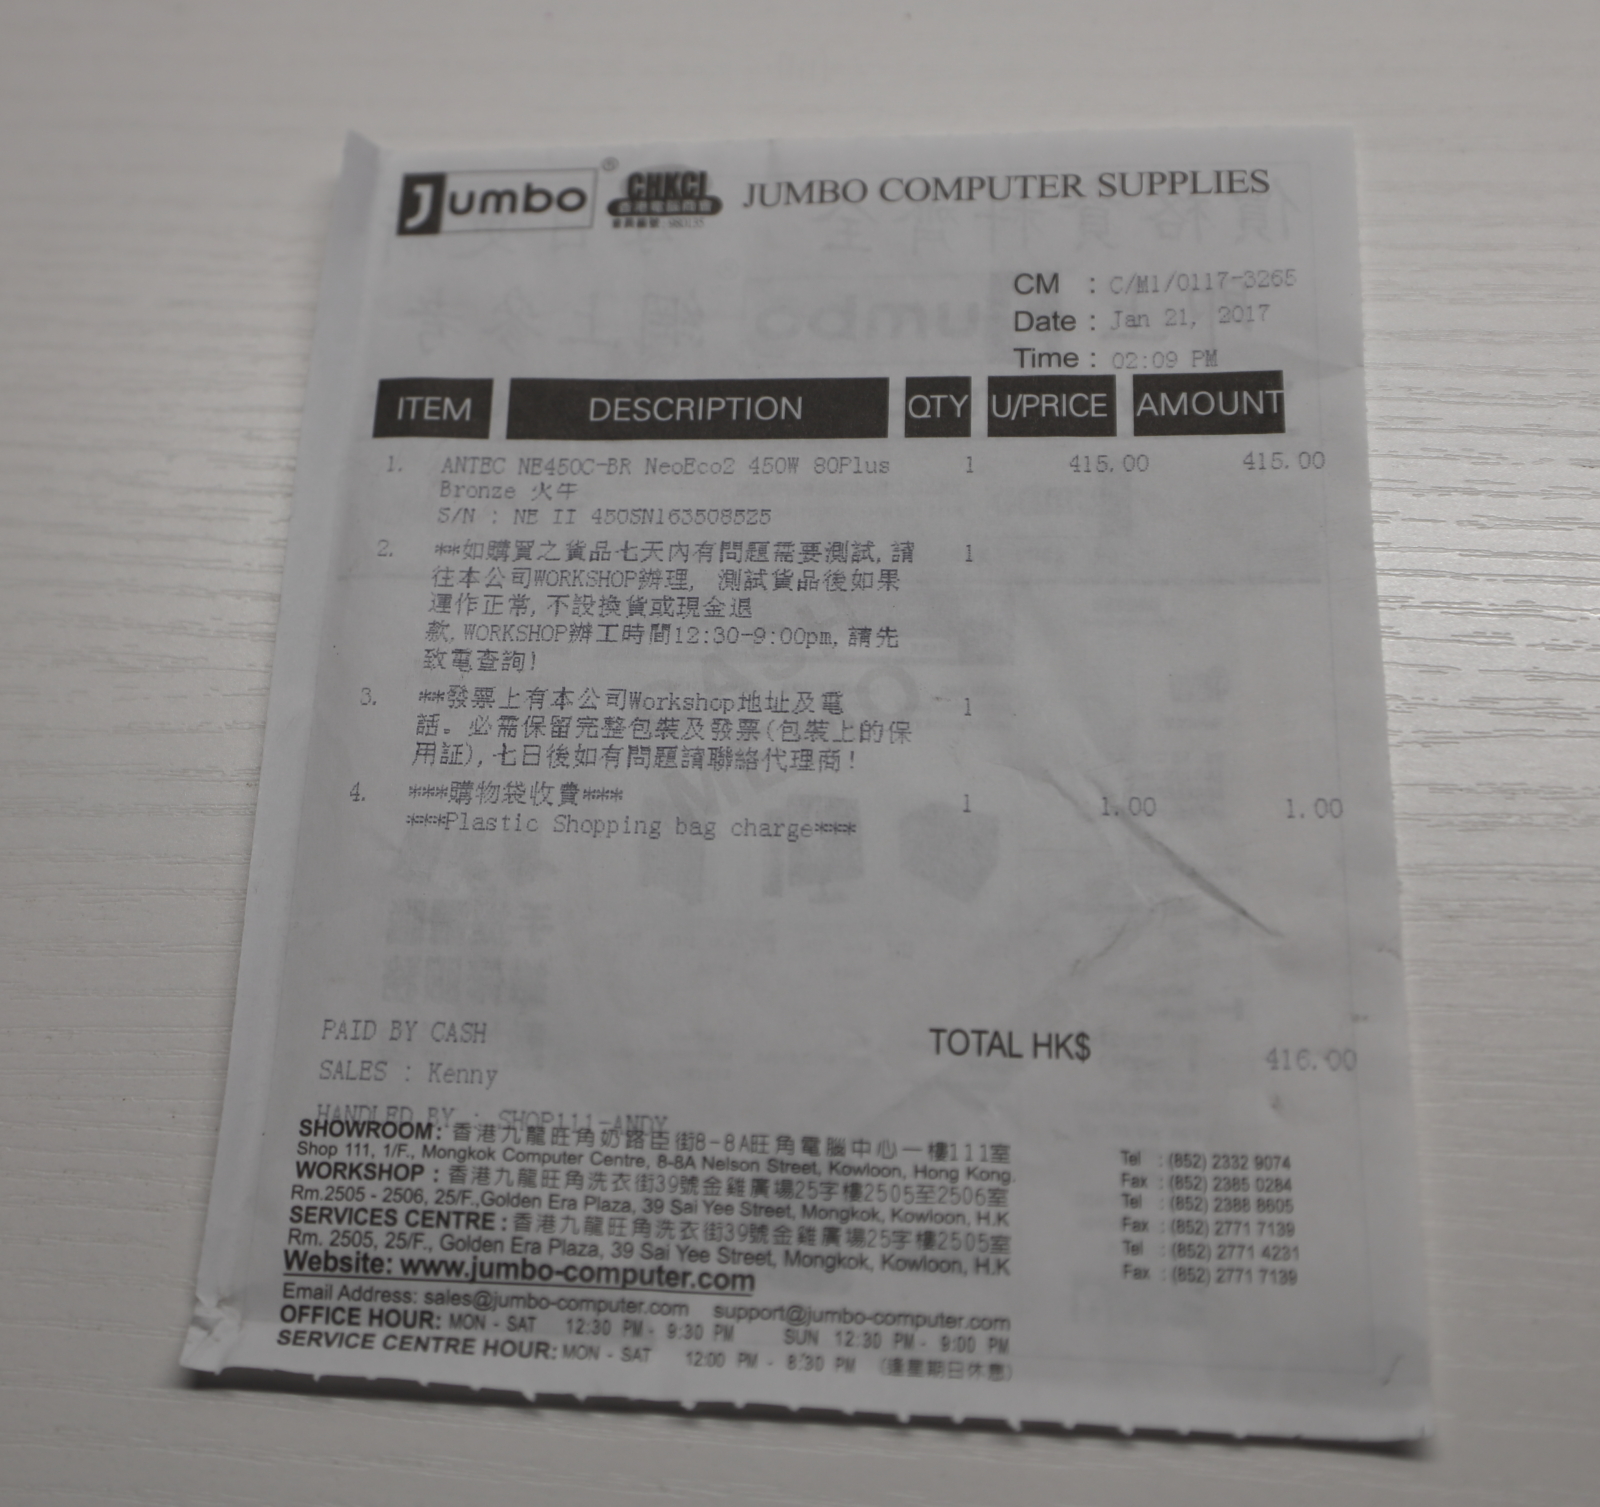 Jumbo ® CHKCI JUMBO COMPUTER SUPPLIES
CM : C/M1/0117-3265
Date : Jan 21, 2017
Time : 02:09 PM
ITEM DESCRIPTION QTY U/PRICE AMOUNT
1. ANTEC NE450C-BR NeoEco2 450W 80Plus 1 415.00 415.00
Bronze 火牛
S/N : NE II 450SN163508525
2. **如購買之貨品七天內有問題需要測試,請 1
往本公司WORKSHOP辦理, 測試貨品後如果
運作正常,不設換貨或現金退
款,WORKSHOP辦工時間12:30-9:00pm,請先
致電查詢!
3. **發票上有本公司Workshop地址及電 1
話。必需保留完整包裝及發票(包裝上的保
用証),七日後如有問題請聯絡代理商!
4. ***購物袋收費*** 1 1.00 1.00
***Plastic Shopping bag charge***
PAID BY CASH
TOTAL HK$ 416.00
SALES : Kenny
HANDLED BY : SHOP111-ANDY
SHOWROOM: 香港九龍旺角奶路臣街8-8A旺角電腦中心一樓111室
Shop 111, 1/F., Mongkok Computer Centre, 8-8A Nelson Street, Kowloon, Hong Kong.
WORKSHOP : 香港九龍旺角洗衣街39號金雞廣場25字樓2505至2506室
Rm.2505 - 2506, 25/F.,Golden Era Plaza, 39 Sai Yee Street, Mongkok, Kowloon, H.K
SERVICES CENTRE : 香港九龍旺角洗衣街39號金雞廣場25字樓2505室
Rm. 2505, 25/F., Golden Era Plaza, 39 Sai Yee Street, Mongkok, Kowloon, H.K
Tel : (852) 2332 9074
Fax : (852) 2385 0284
Tel : (852) 2388 8605
Fax : (852) 2771 7139
Tel : (852) 2771 4231
Fax : (852) 2771 7139
Website: www.jumbo-computer.com
Email Address: sales@jumbo-computer.com support@jumbo-computer.com
OFFICE HOUR: MON - SAT 12:30 PM - 9:30 PM SUN 12:30 PM - 9:00 PM
SERVICE CENTRE HOUR: MON - SAT 12:00 PM - 8:30 PM (逢星期日休息)